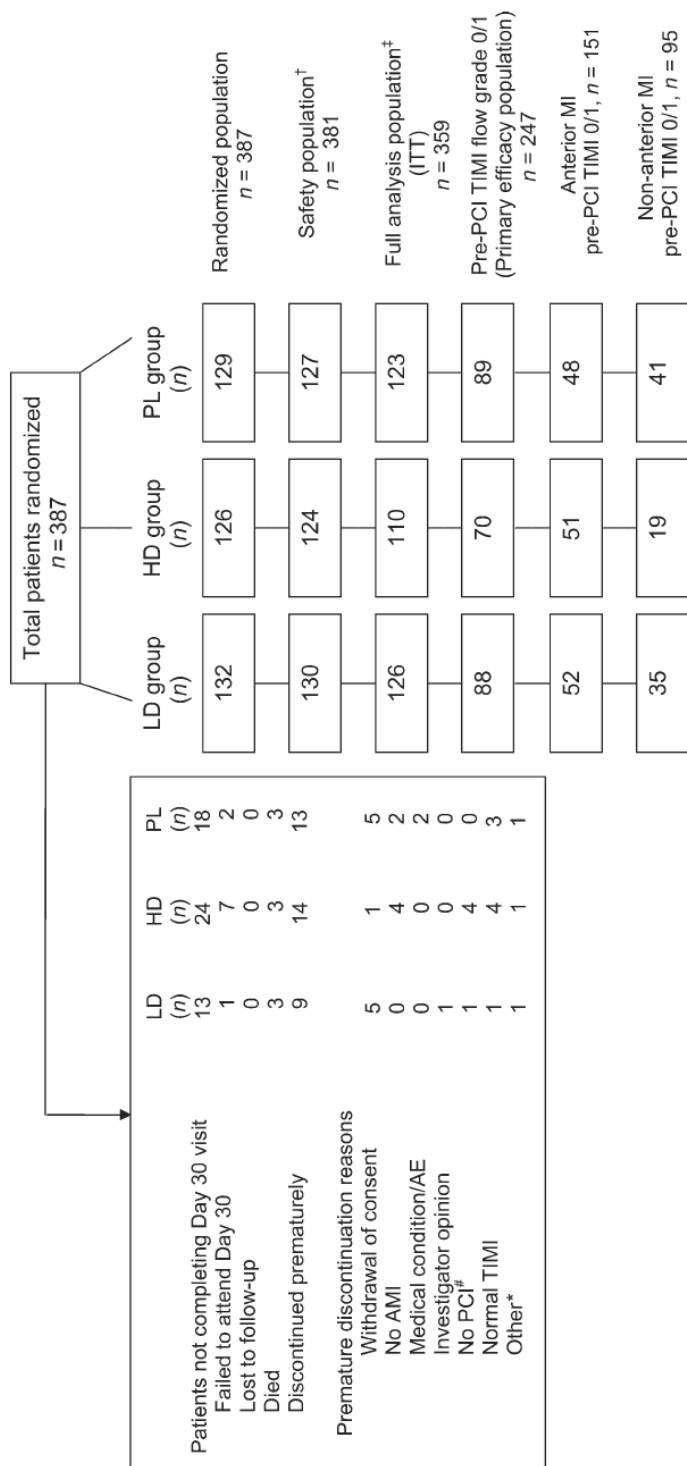 Total patients randomized
n = 387
LD (n) HD (n) PL (n)
Patients not completing Day 30 visit 13 24 18
Failed to attend Day 30 1 7 2
Lost to follow-up 0 0 0
Died 3 3 3
Discontinued prematurely 9 14 13
Premature discontinuation reasons
Withdrawal of consent 5 1 5
No AMI 0 4 2
Medical condition/AE 0 0 2
Investigator opinion 1 0 0
No PCI# 1 4 0
Normal TIMI 1 4 3
Other* 1 1 1
LD group HD group PL group
(n) (n) (n)
132 126 129 Randomized population
n = 387
130 124 127 Safety population†
n = 381
126 110 123 Full analysis population‡
(ITT)
n = 359
88 70 89 Pre-PCI TIMI flow grade 0/1
(Primary efficacy population)
n = 247
52 51 48 Anterior MI
pre-PCI TIMI 0/1, n = 151
35 19 41 Non-anterior MI
pre-PCI TIMI 0/1, n = 95